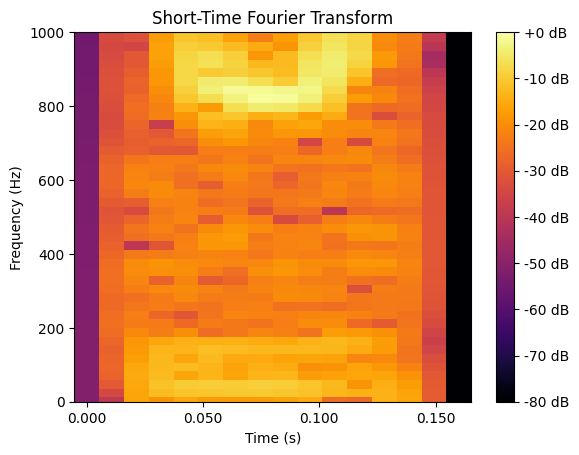 Short-Time Fourier Transform
1000
800
600
400
200
0
Frequency (Hz)
0.000
0.050
0.100
0.150
Time (s)
+0 dB
-10 dB
-20 dB
-30 dB
-40 dB
-50 dB
-60 dB
-70 dB
-80 dB